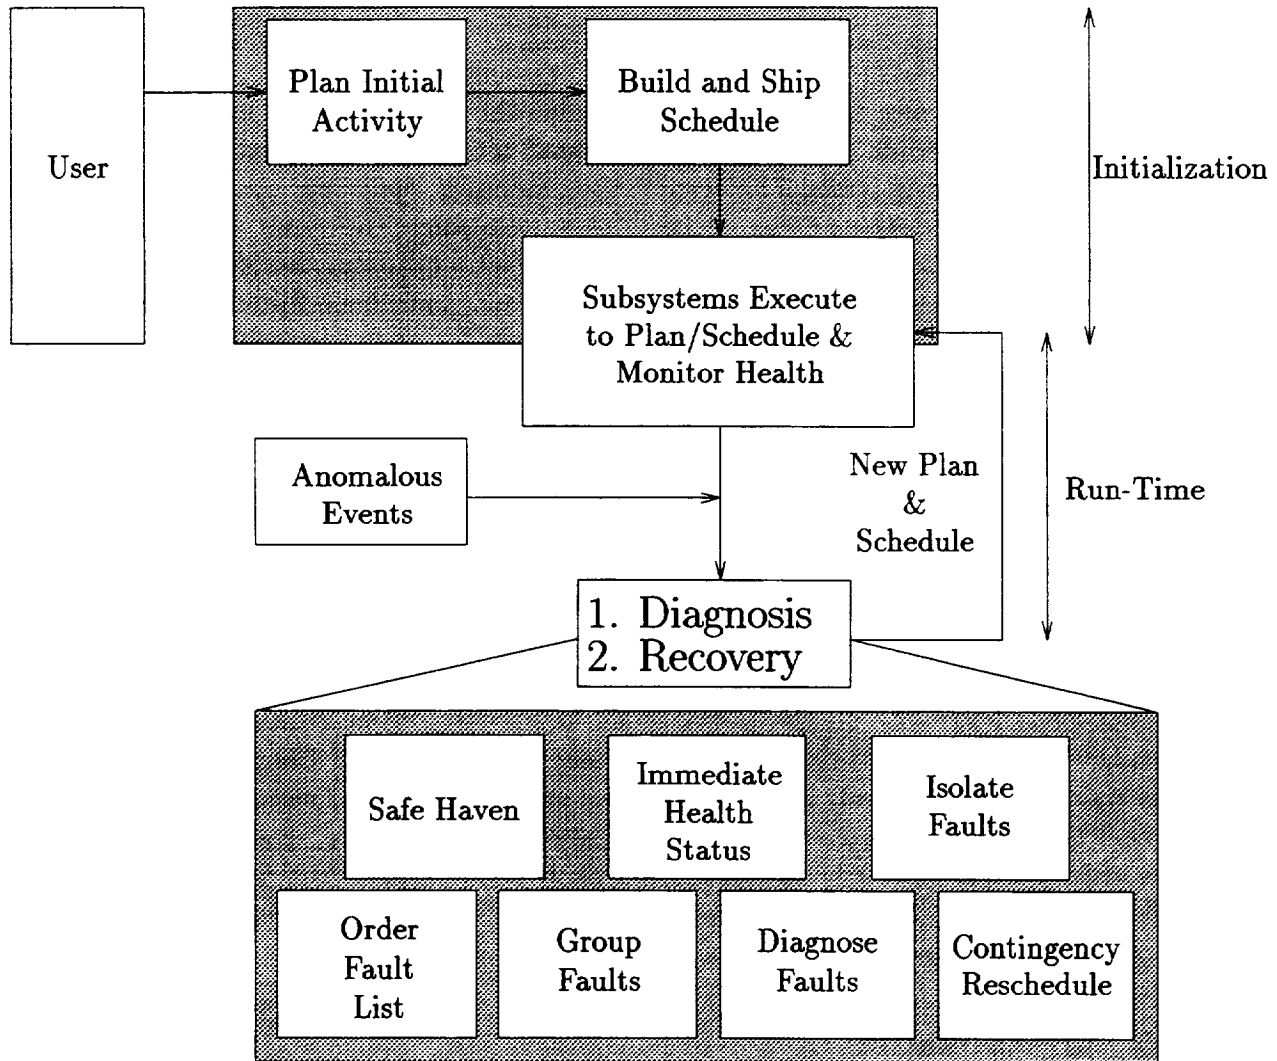 User
Plan Initial
Activity
Build and Ship
Schedule
Initialization
Subsystems Execute
to Plan/Schedule &
Monitor Health
Anomalous
Events
New Plan
&
Schedule
Run-Time
1. Diagnosis
2. Recovery
Safe Haven
Immediate
Health
Status
Isolate
Faults
Order
Fault
List
Group
Faults
Diagnose
Faults
Contingency
Reschedule